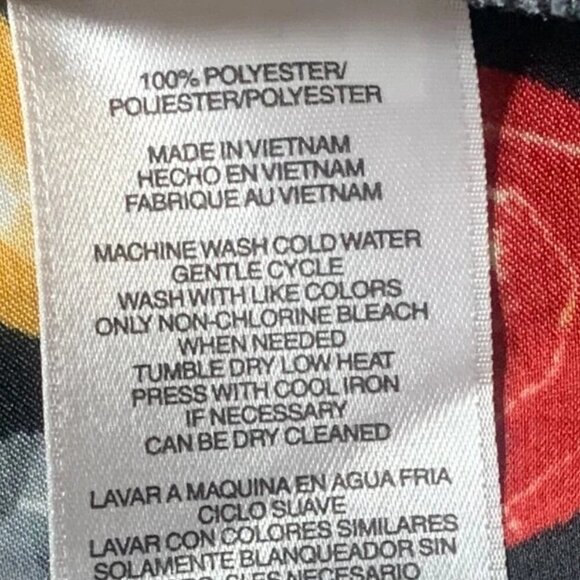 100% POLYESTER/
POLIESTER/POLYESTER
MADE IN VIETNAM
HECHO EN VIETNAM
FABRIQUE AU VIETNAM
MACHINE WASH COLD WATER
GENTLE CYCLE
WASH WITH LIKE COLORS
ONLY NON-CHLORINE BLEACH
WHEN NEEDED
TUMBLE DRY LOW HEAT
PRESS WITH COOL IRON
IF NECESSARY
CAN BE DRY CLEANED
LAVAR A MAQUINA EN AGUA FRIA
CICLO SUAVE
LAVAR CON COLORES SIMILARES
SOLAMENTE BLANQUEADOR SIN
NECESARIO